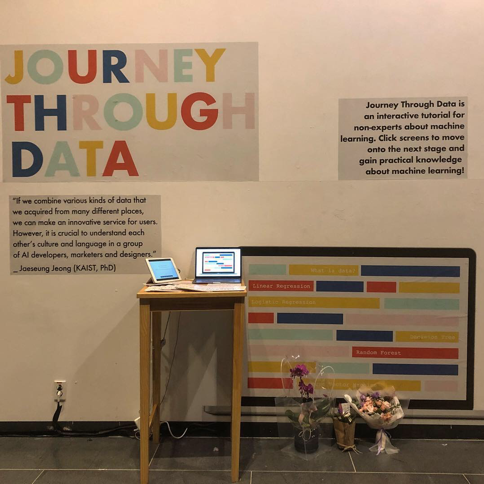 JOURNEY
THROUGH
DATA
Journey Through Data is
an interactive tutorial for
non-experts about machine
learning. Click screens to move
onto the next stage and
gain practical knowledge
about machine learning!
"If we combine various kinds of data that
we acquired from many different places,
we can make an innovative service for users.
However, it is crucial to understand each
other's culture and language in a group
of AI developers, marketers and designers."
_ Jaeseung Jeong (KAIST, PhD)
Linear Regression
Logistic Regression
Random Forest